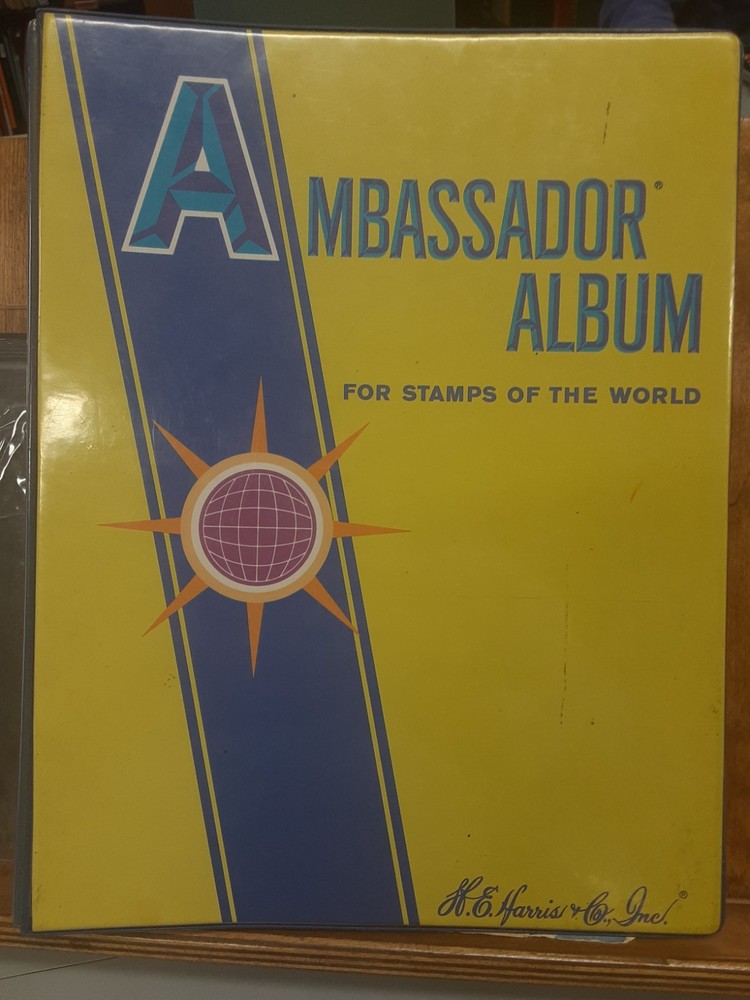 AMBASSADOR®
ALBUM
FOR STAMPS OF THE WORLD
H.E. Harris & Co., Inc.®